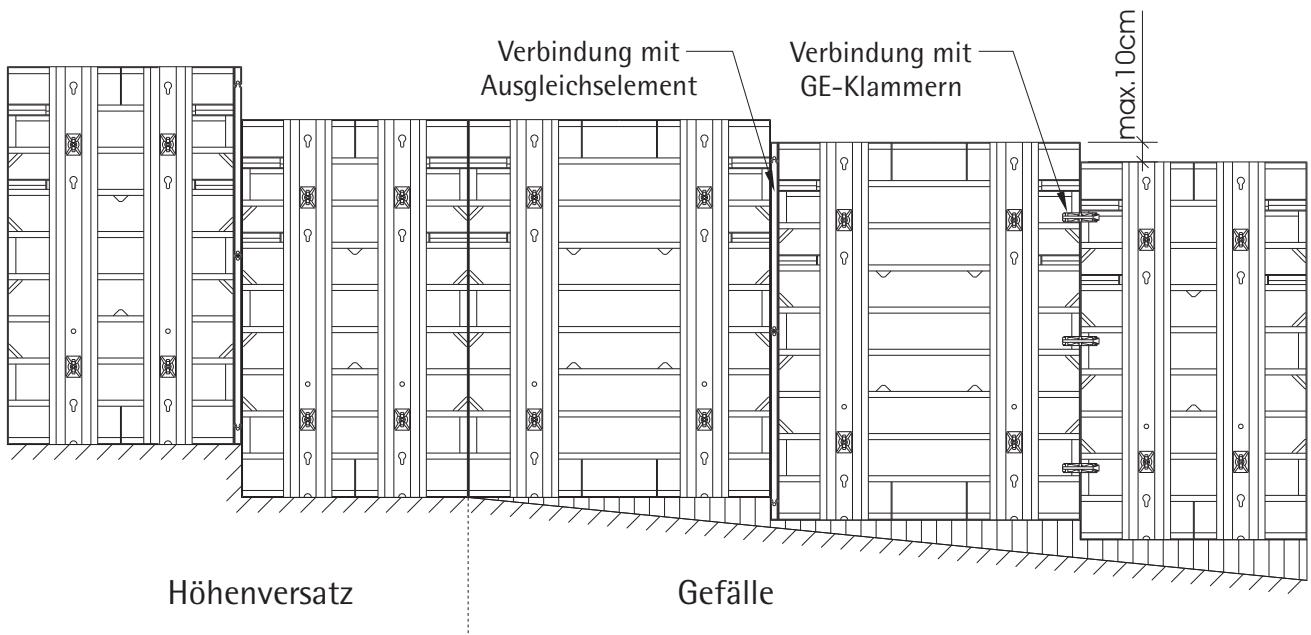 Verbindung mit
Ausgleichselement
Verbindung mit
GE-Klammern
max.10cm
Höhenversatz
Gefälle